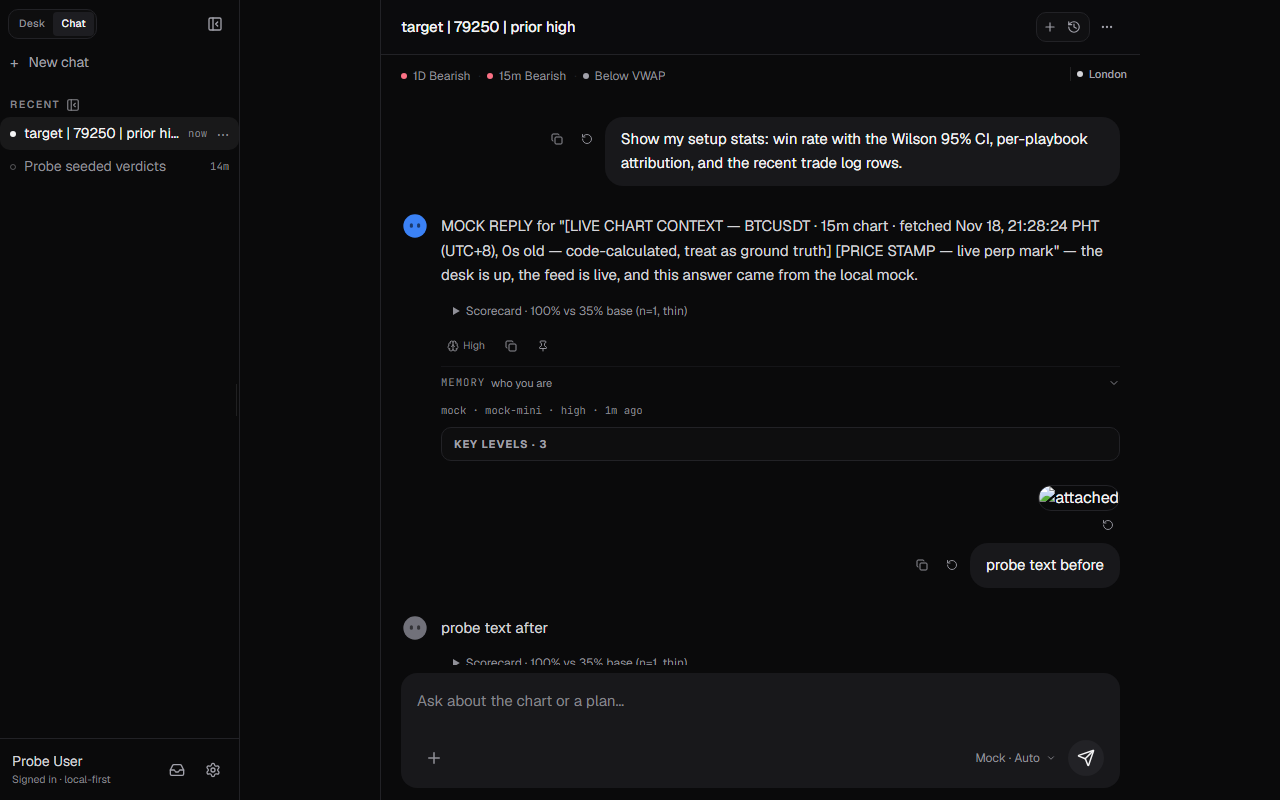 Desk Chat
+ New chat
RECENT
target | 79250 | prior hi... now ...
Probe seeded verdicts 14m
Probe User
Signed in · local-first
target | 79250 | prior high
1D Bearish 15m Bearish Below VWAP
London
Show my setup stats: win rate with the Wilson 95% CI, per-playbook
attribution, and the recent trade log rows.
MOCK REPLY for "[LIVE CHART CONTEXT — BTCUSDT · 15m chart · fetched Nov 18, 21:28:24 PHT
(UTC+8), 0s old — code-calculated, treat as ground truth] [PRICE STAMP — live perp mark" — the
desk is up, the feed is live, and this answer came from the local mock.
Scorecard · 100% vs 35% base (n=1, thin)
High
MEMORY who you are
mock · mock-mini · high · 1m ago
KEY LEVELS · 3
attached
probe text before
probe text after
Scorecard · 100% vs 35% base (n=1, thin)
Ask about the chart or a plan...
Mock · Auto